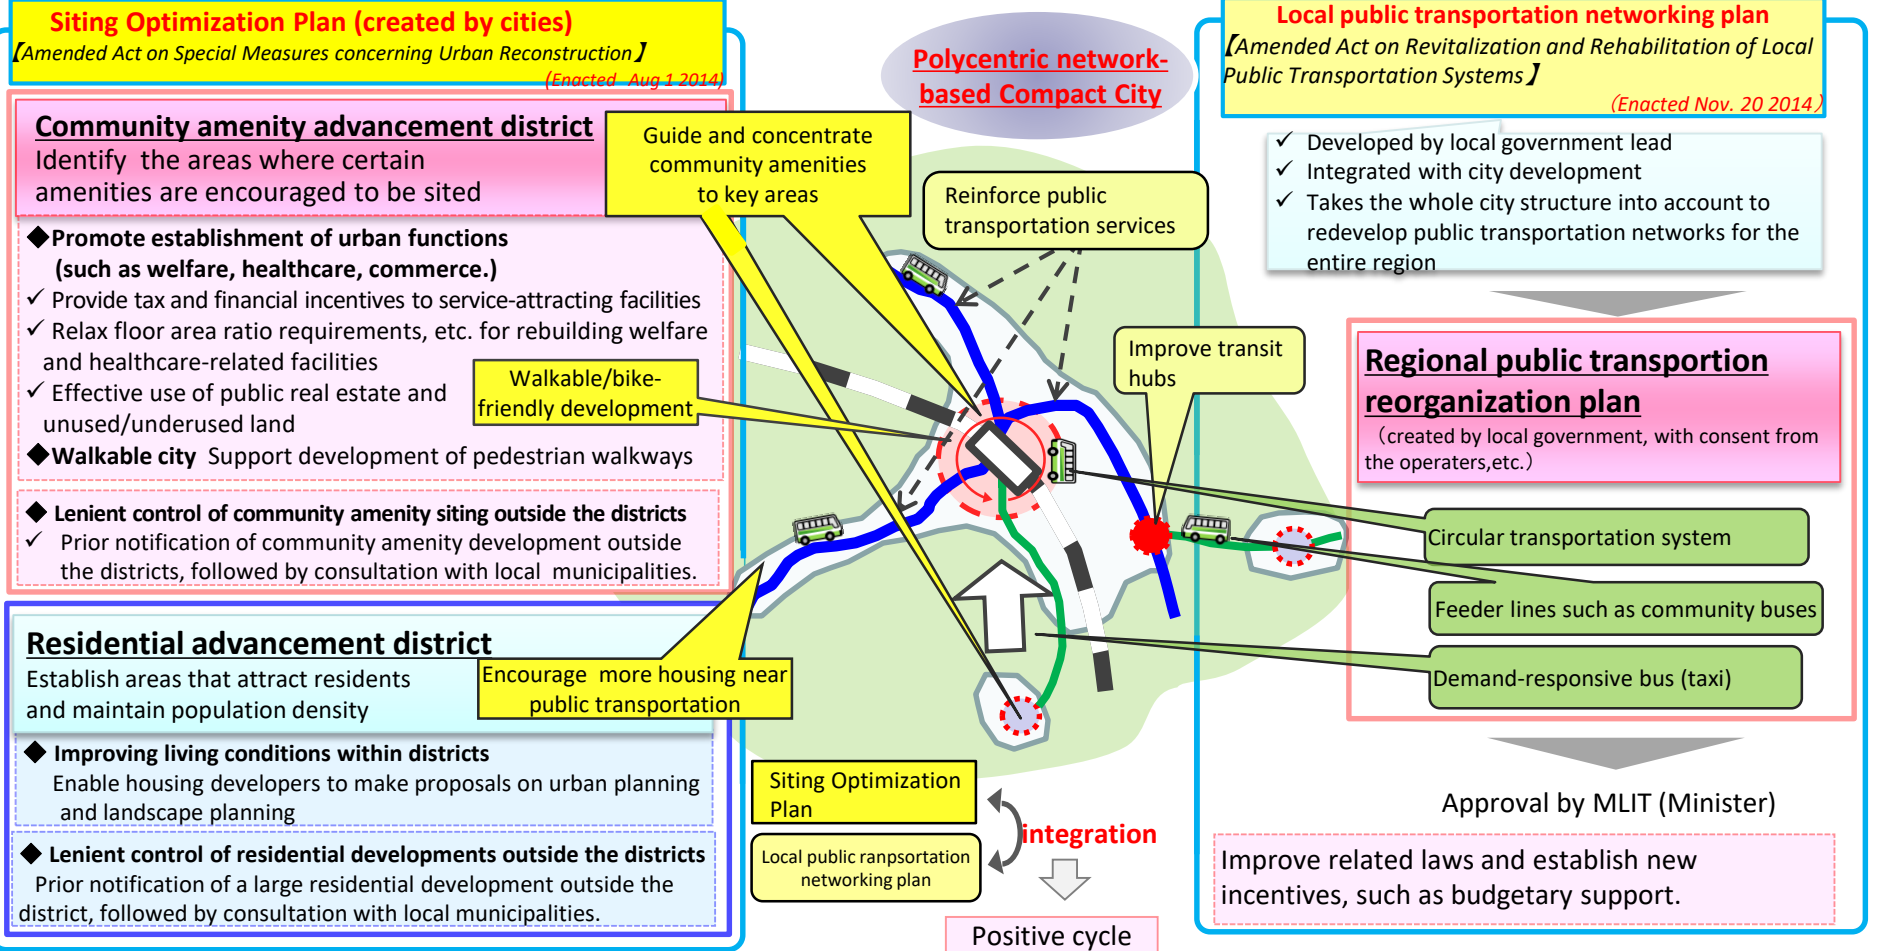 Siting Optimization Plan (created by cities)
【Amended Act on Special Measures concerning Urban Reconstruction】
(Enacted Aug 1 2014)
Community amenity advancement district
Identify the areas where certain
amenities are encouraged to be sited
◆Promote establishment of urban functions
(such as welfare, healthcare, commerce.)
✓ Provide tax and financial incentives to service-attracting facilities
✓ Relax floor area ratio requirements, etc. for rebuilding welfare
and healthcare-related facilities
✓ Effective use of public real estate and
unused/underused land
◆Walkable city Support development of pedestrian walkways
◆ Lenient control of community amenity siting outside the districts
✓ Prior notification of community amenity development outside
the districts, followed by consultation with local municipalities.
Residential advancement district
Establish areas that attract residents
and maintain population density
◆ Improving living conditions within districts
Enable housing developers to make proposals on urban planning
and landscape planning
◆ Lenient control of residential developments outside the districts
Prior notification of a large residential development outside the
district, followed by consultation with local municipalities.
Polycentric network-
based Compact City
Guide and concentrate
community amenities
to key areas
Reinforce public
transportation services
Walkable/bike-
friendly development
Improve transit
hubs
Encourage more housing near
public transportation
Siting Optimization
Plan
integration
Local public ranpsortation
networking plan
Positive cycle
Local public transportation networking plan
【Amended Act on Revitalization and Rehabilitation of Local
Public Transportation Systems】
（Enacted Nov. 20 2014）
✓ Developed by local government lead
✓ Integrated with city development
✓ Takes the whole city structure into account to
redevelop public transportation networks for the
entire region
Regional public transportion
reorganization plan
（created by local government, with consent from
the operaters,etc.）
Circular transportation system
Feeder lines such as community buses
Demand-responsive bus (taxi)
Approval by MLIT (Minister)
Improve related laws and establish new
incentives, such as budgetary support.